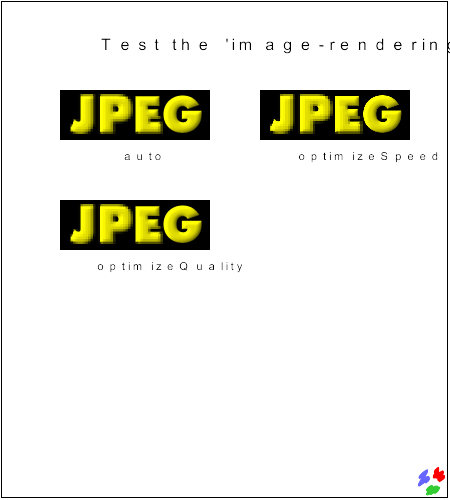 Test the 'image-rendering
JPEG JPEG
auto optimizeSpeed
JPEG
optimizeQuality